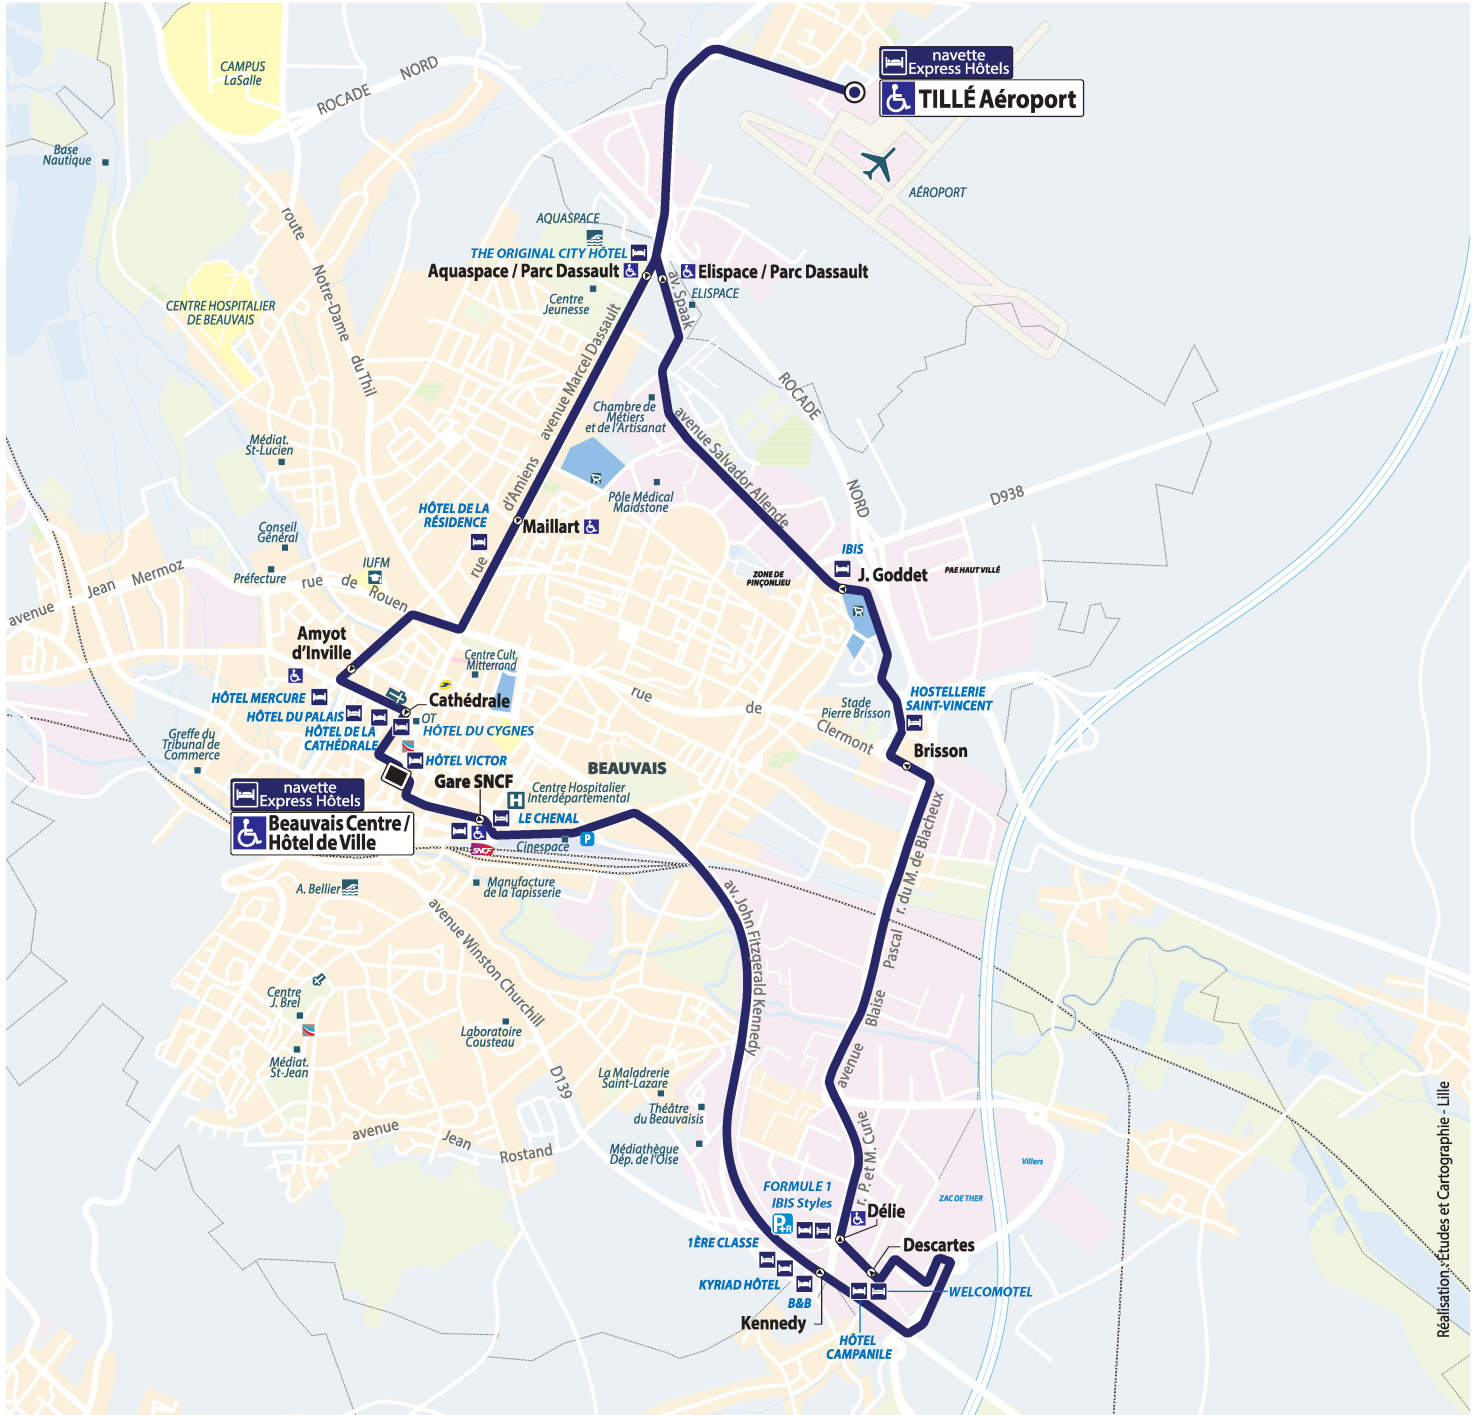 navette
Express Hôtels
TILLÉ Aéroport
CAMPUS
LaSalle
ROCADE NORD
Base
Nautique
AÉROPORT
route
Notre-Dame
du Thil
AQUASPACE
THE ORIGINAL CITY HÔTEL
Aquaspace / Parc Dassault
Elispace / Parc Dassault
ELISPACE
av. Spaak
Centre
Jeunesse
CENTRE HOSPITALIER
DE BEAUVAIS
avenue Marcel Dassault
ROCADE
NORD
Chambre de
Métiers
et de l'Artisanat
avenue Salvador Allende
Médiat.
St-Lucien
rue d'Amiens
D938
Pôle Médical
Maidstone
HÔTEL DE LA
RÉSIDENCE
Maillart
Conseil
Général
IBIS
J. Goddet
ZONE DE
PINÇONLIEU
PAE HAUT VILLÉ
IUFM
Préfecture
avenue Jean Mermoz
rue de Rouen
Amyot
d'Inville
Centre Cult.
Mitterrand
rue de Clermont
HÔTEL MERCURE
Cathédrale
OT
HÔTEL DU PALAIS
HÔTEL DE LA
CATHÉDRALE
HÔTEL DU CYGNES
Stade
Pierre Brisson
HOSTELLERIE
SAINT-VINCENT
Brisson
Greffe du
Tribunal de
Commerce
HÔTEL VICTOR
BEAUVAIS
Gare SNCF
navette
Express Hôtels
Beauvais Centre /
Hôtel de Ville
H
Centre Hospitalier
Interdépartemental
LE CHENAL
SNCF
Cinespace
P
r. du M. de Blacheux
A. Bellier
Manufacture
de la Tapisserie
avenue Winston Churchill
av. John Fitzgerald Kennedy
avenue Blaise Pascal
Centre
J. Brel
Laboratoire
Cousteau
Médiat.
St-Jean
D139
La Maladrerie
Saint-Lazare
Théâtre
du Beauvaisis
Médiathèque
Dép. de l'Oise
avenue Jean Rostand
r. P. et M. Curie
Villers
ZAC DE THER
FORMULE 1
IBIS Styles
P+R
Délie
1ÈRE CLASSE
Descartes
KYRIAD HÔTEL
B&B
WELCOMOTEL
Kennedy
HÔTEL
CAMPANILE
Réalisation : Etudes et Cartographie - Lille